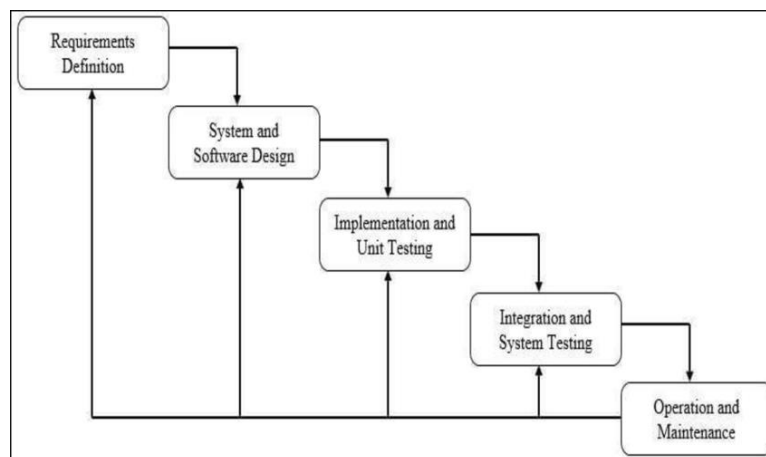 Requirements
Definition
System and
Software Design
Implementation and
Unit Testing
Integration and
System Testing
Operation and
Maintenance